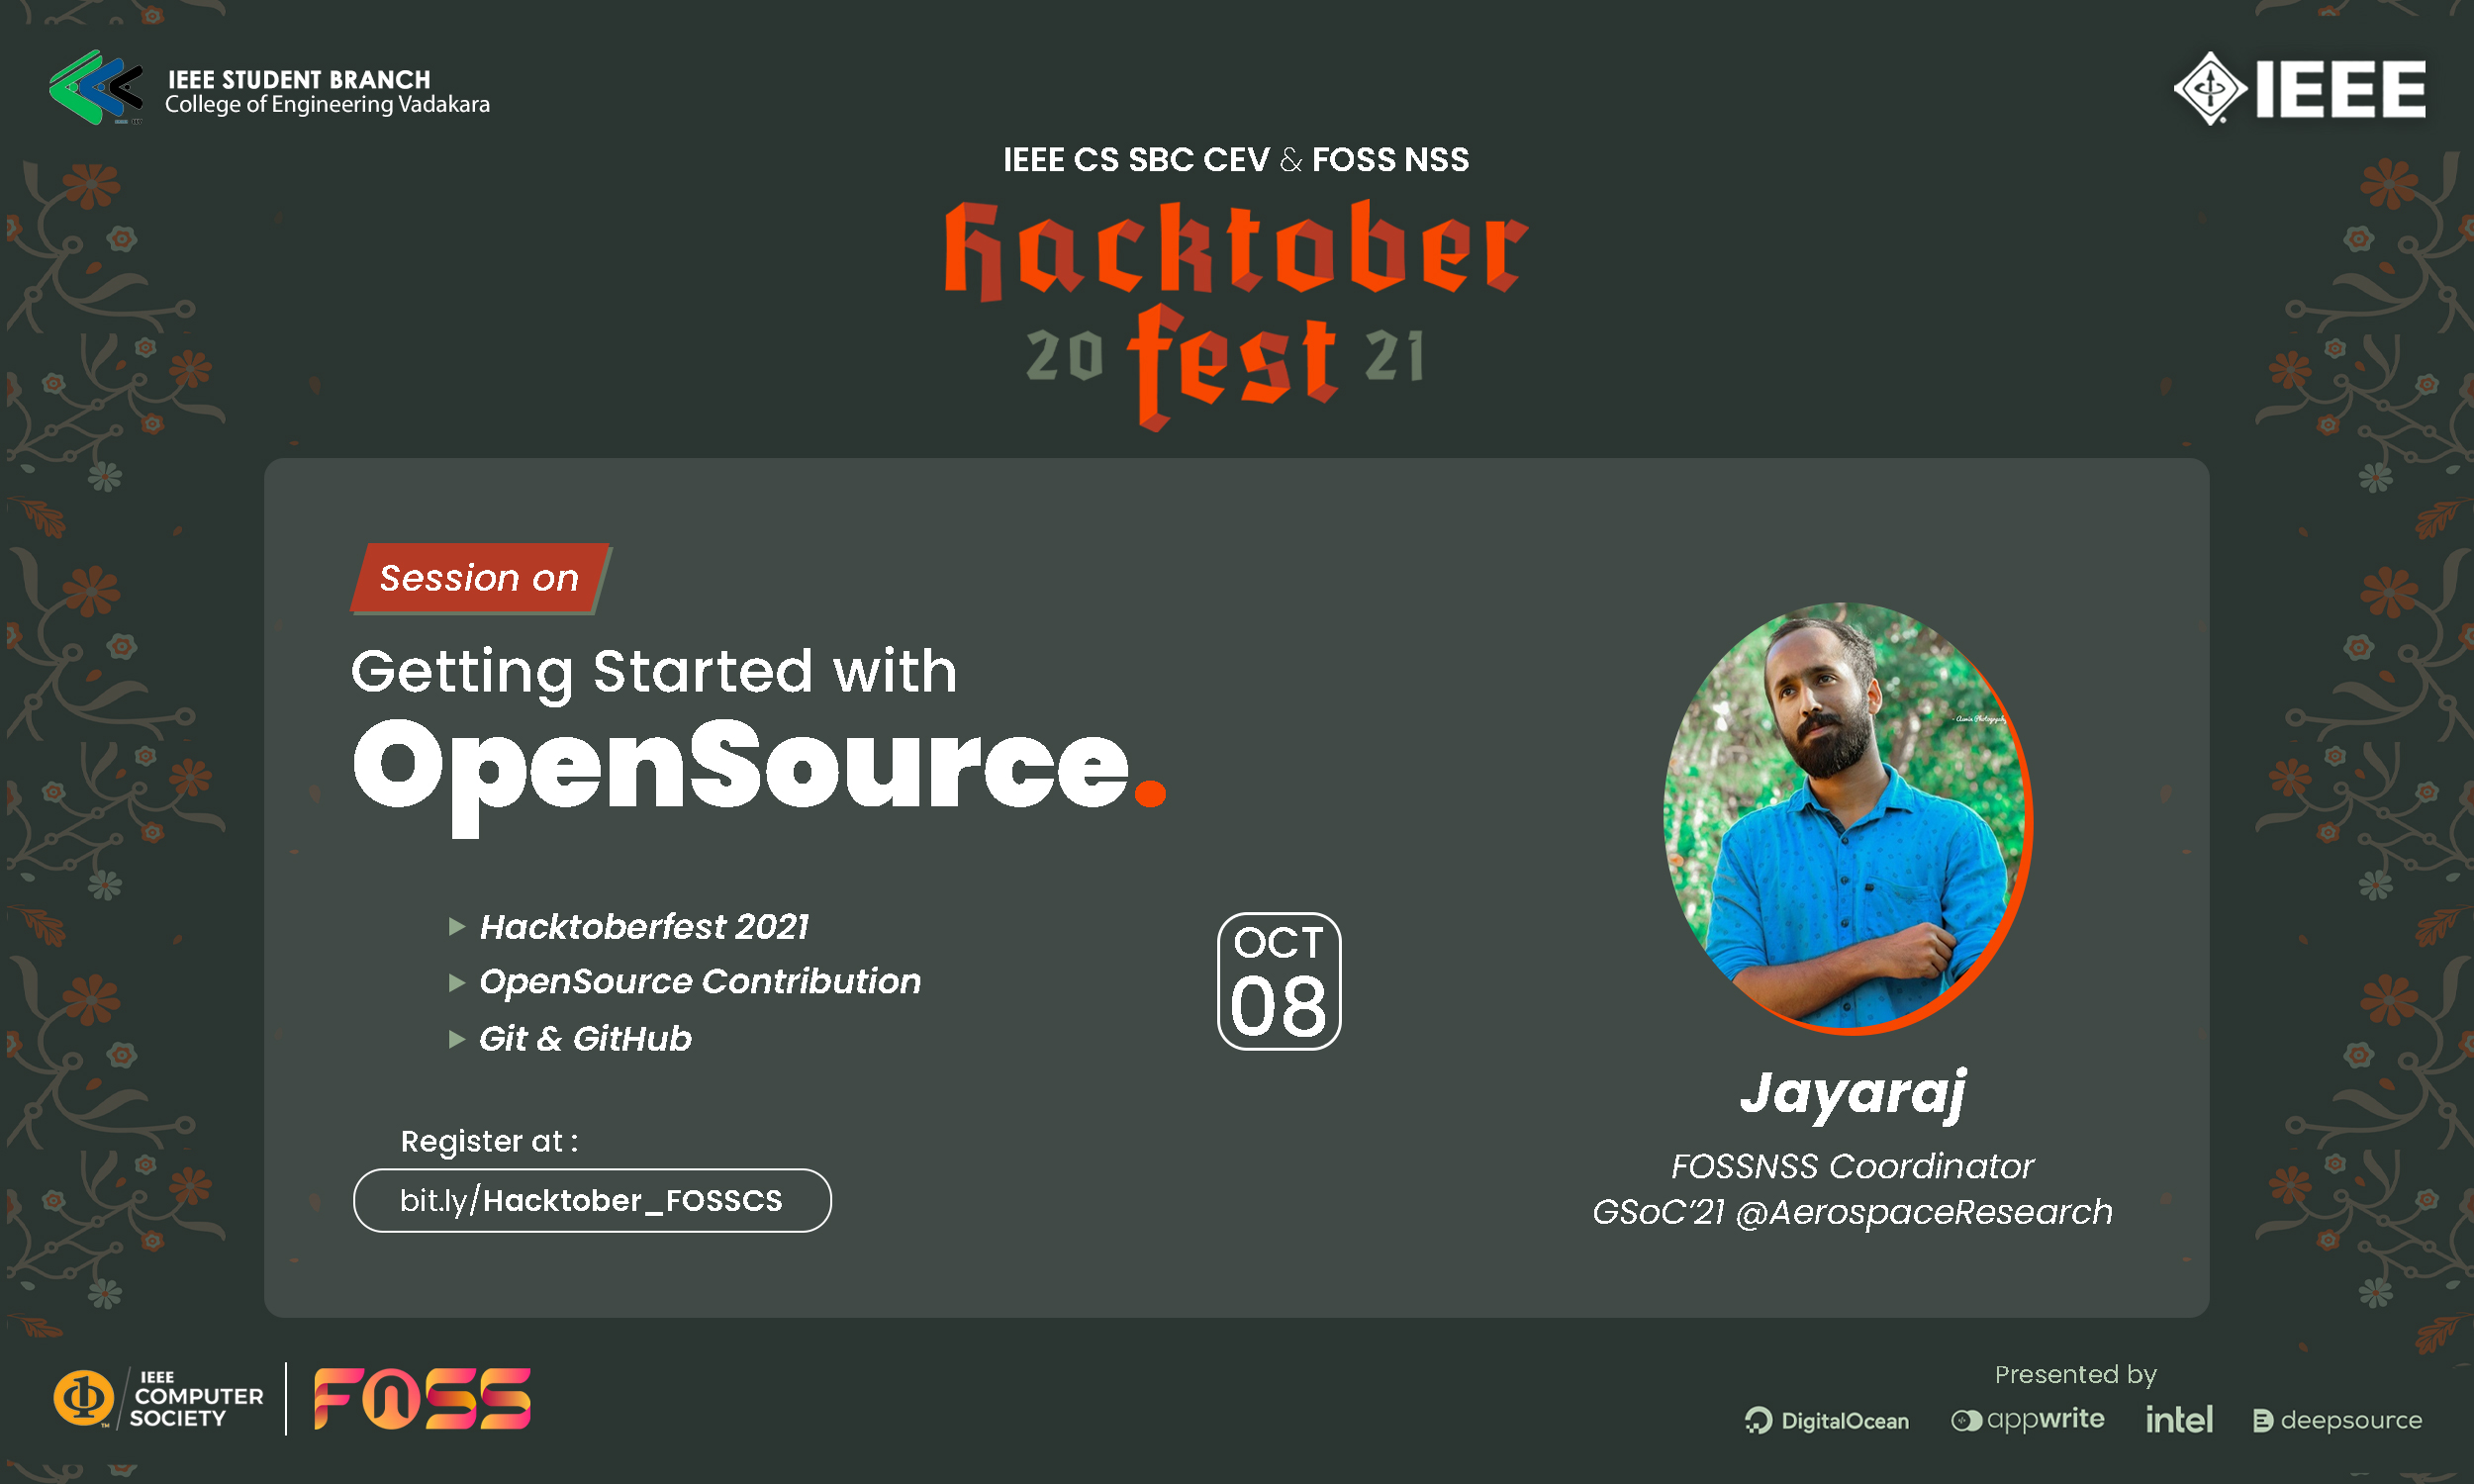 IEEE STUDENT BRANCH
College of Engineering Vadakara
IEEE
IEEE CS SBC CEV & FOSS NSS
hacktober
20 fest 21
Session on
Getting Started with
OpenSource.
Hacktoberfest 2021
OpenSource Contribution
Git & GitHub
OCT
08
Register at :
bit.ly/Hacktober_FOSSCS
Jayaraj
FOSSNSS Coordinator
GSoC'21 @AerospaceResearch
IEEE
COMPUTER
SOCIETY
FOSS
Presented by
DigitalOcean
appwrite
intel
deepsource